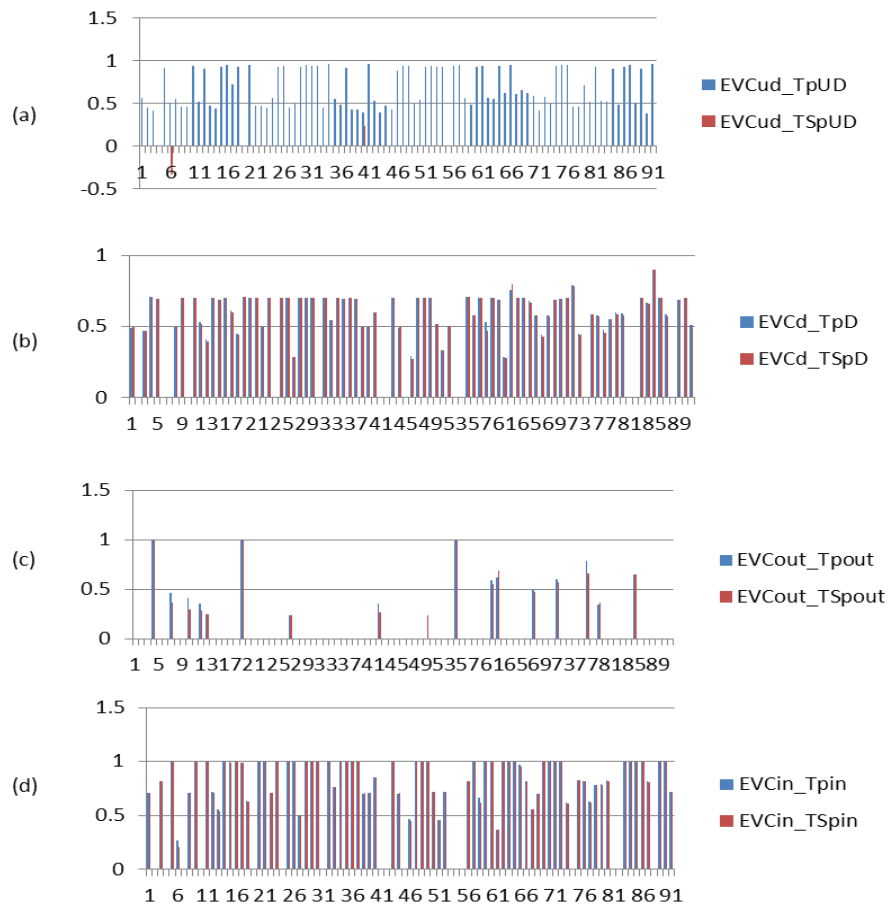 (a)
1.5
1
0.5
0
-0.5
1 6 11 16 21 26 31 36 41 46 51 56 61 66 71 76 81 86 91
EVCud_TpUD
EVCud_TSpUD
(b)
1
0.5
0
1 5 9 13 17 21 25 29 33 37 41 45 49 53 57 61 65 69 73 77 81 85 89
EVCd_TpD
EVCd_TSpD
(c)
1.5
1
0.5
0
1 5 9 13 17 21 25 29 33 37 41 45 49 53 57 61 65 69 73 77 81 85 89
EVCout_Tpout
EVCout_TSpout
(d)
1.5
1
0.5
0
1 6 11 16 21 26 31 36 41 46 51 56 61 66 71 76 81 86 91
EVCin_Tpin
EVCin_TSpin